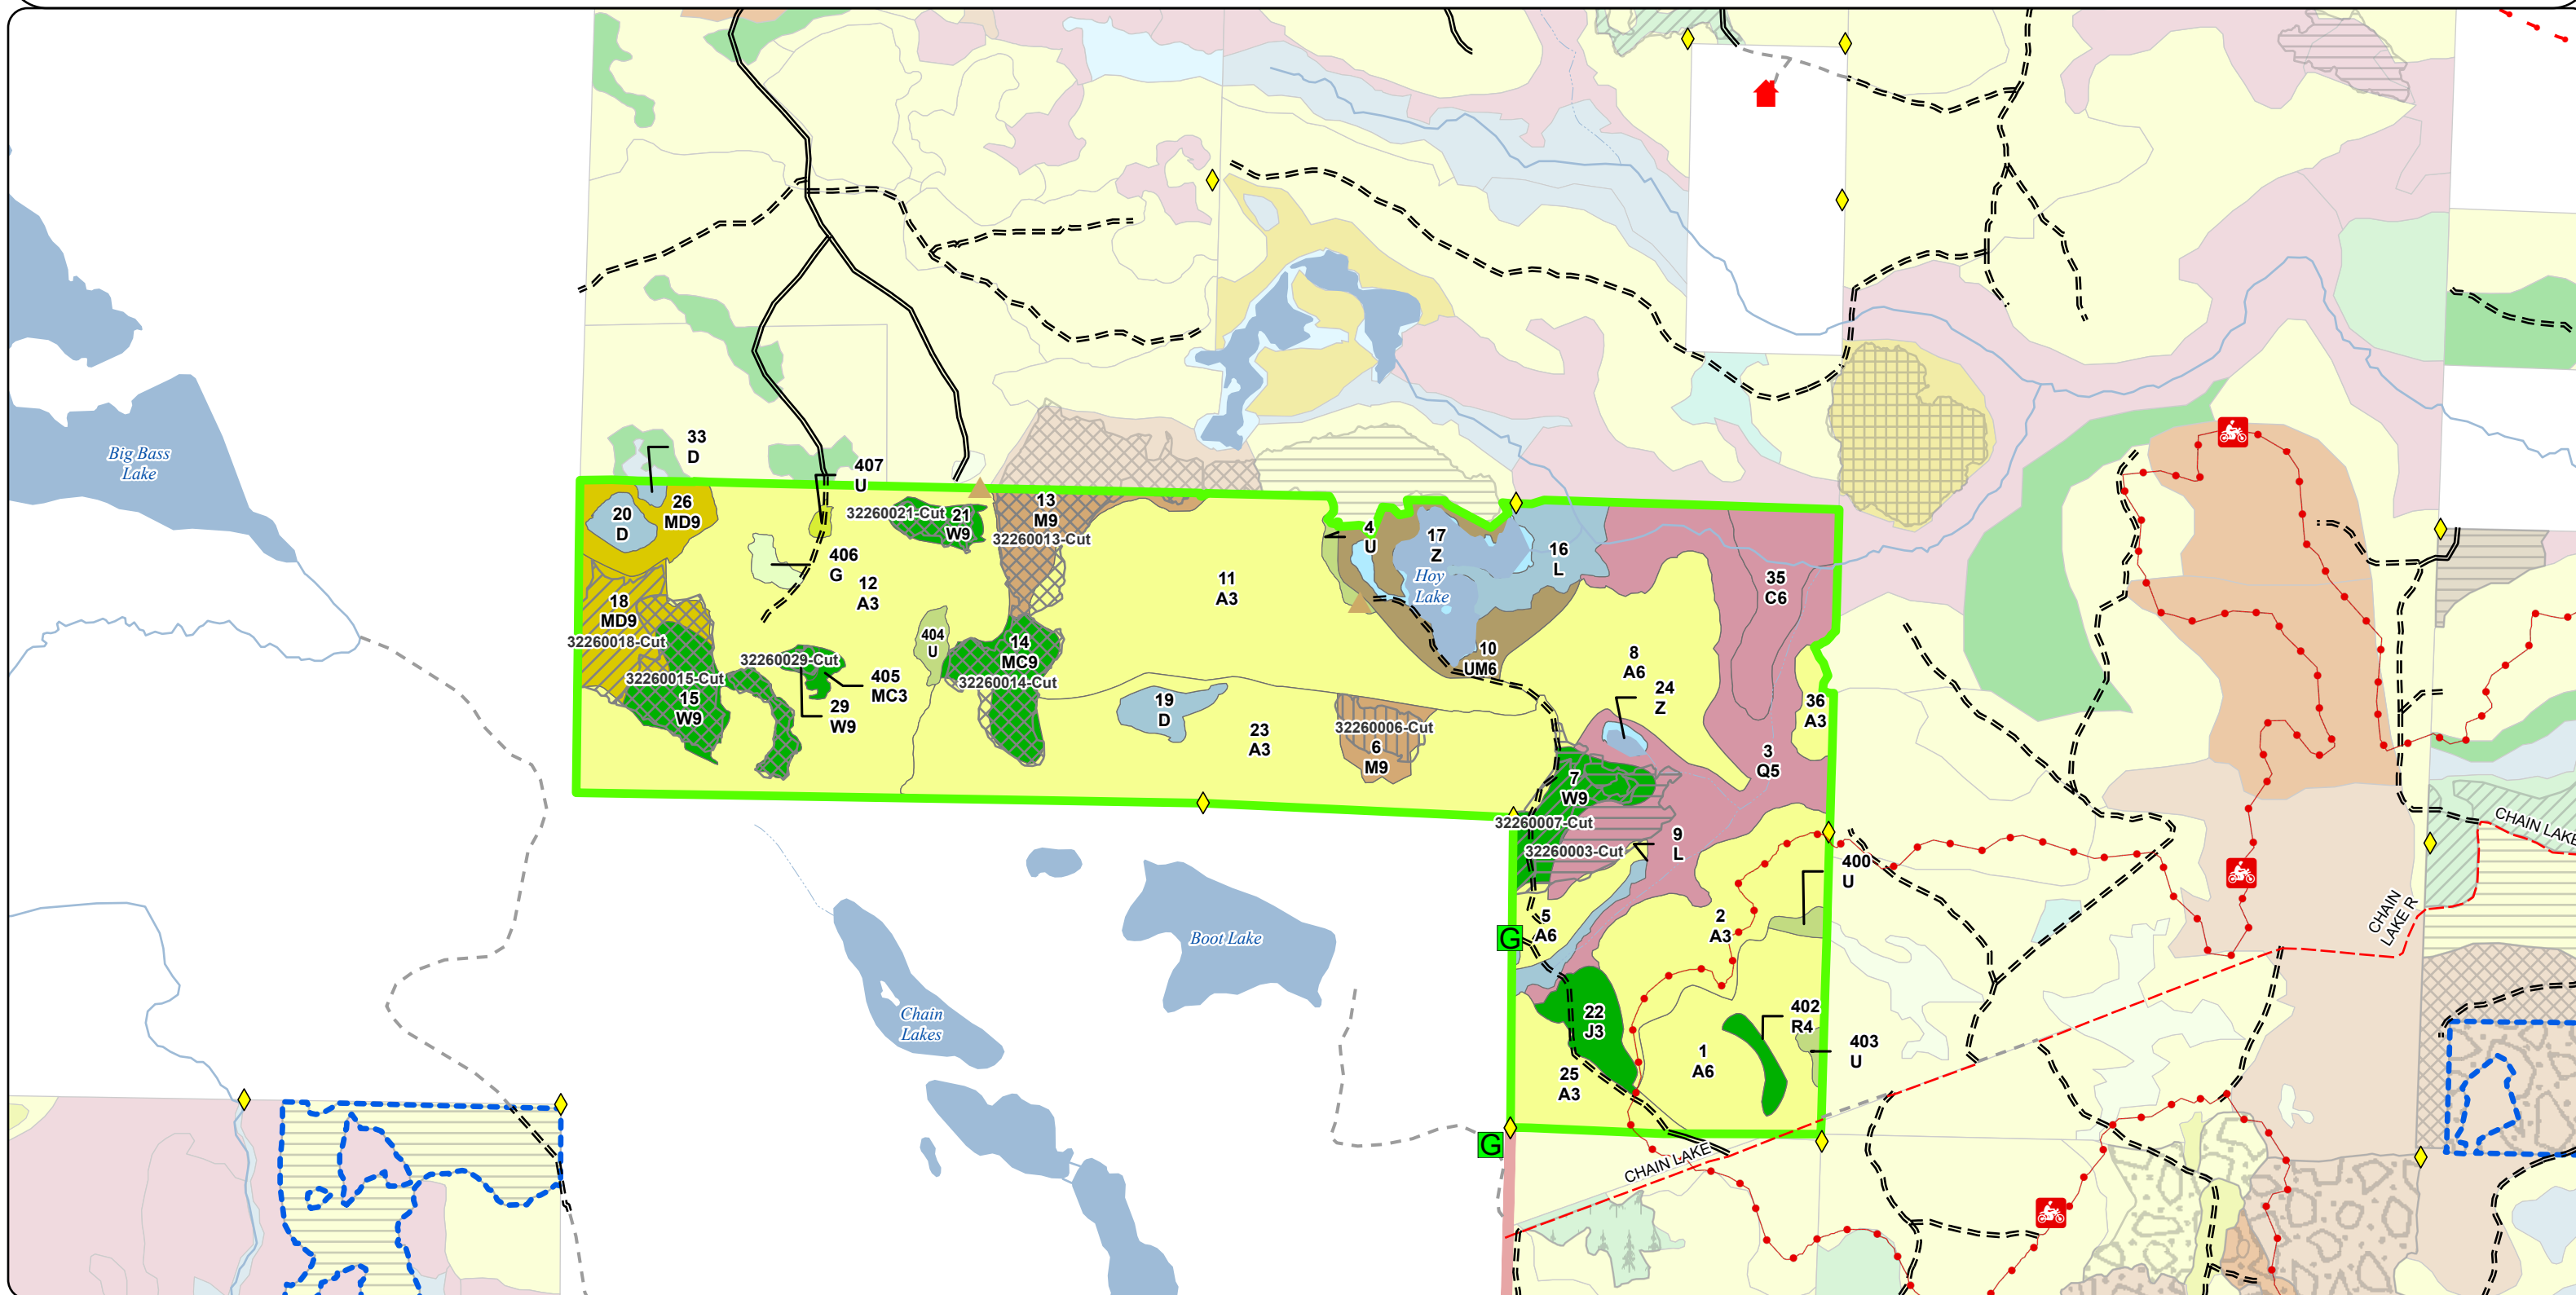 33
D
407
U
Big Bass
Lake
26
MD9
20
D
32260021-Cut
21
W9
13
M9
32260013-Cut
4
U
17
Z
Hoy
Lake
16
L
406
G
12
A3
11
A3
35
C6
18
MD9
32260018-Cut
404
U
14
MC9
32260014-Cut
10
UM6
8
A6
24
Z
32260029-Cut
405
MC3
29
W9
32260015-Cut
15
W9
19
D
23
A3
32260006-Cut
6
M9
36
A3
3
Q5
7
W9
32260007-Cut
32260003-Cut
9
L
400
U
5
A6
2
A3
G
Boot Lake
Chain
Lakes
22
J3
402
R4
403
U
1
A6
25
A3
G
CHAIN LAKE
CHAIN LAKE
CHAIN
LAKE R